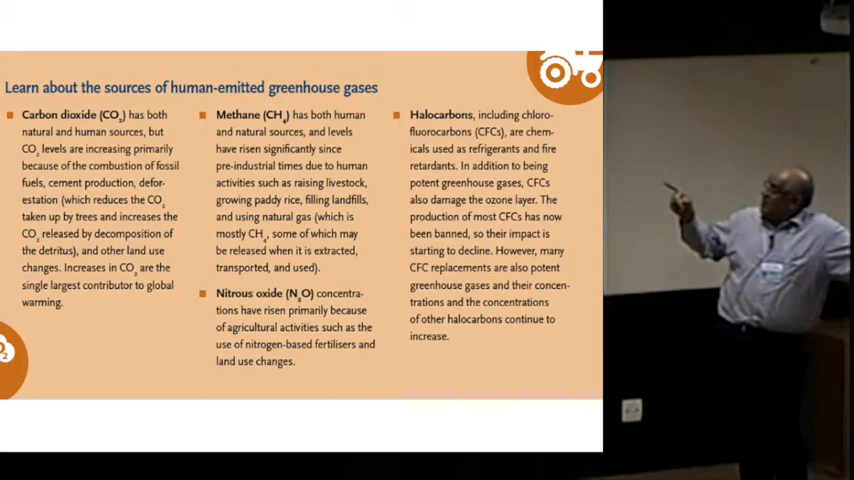 Learn about the sources of human-emitted greenhouse gases
Carbon dioxide (CO₂) has both
natural and human sources, but
CO₂ levels are increasing primarily
because of the combustion of fossil
fuels, cement production, defor-
estation (which reduces the CO₂
taken up by trees and increases the
CO₂ released by decomposition of
the detritus), and other land use
changes. Increases in CO₂ are the
single largest contributor to global
warming.
Methane (CH₄) has both human
and natural sources, and levels
have risen significantly since
pre-industrial times due to human
activities such as raising livestock,
growing paddy rice, filling landfills,
and using natural gas (which is
mostly CH₄, some of which may
be released when it is extracted,
transported, and used).
Nitrous oxide (N₂O) concentra-
tions have risen primarily because
of agricultural activities such as the
use of nitrogen-based fertilisers and
land use changes.
Halocarbons, including chloro-
fluorocarbons (CFCs), are chem-
icals used as refrigerants and fire
retardants. In addition to being
potent greenhouse gases, CFCs
also damage the ozone layer. The
production of most CFCs has now
been banned, so their impact is
starting to decline. However, many
CFC replacements are also potent
greenhouse gases and their concen-
trations and the concentrations
of other halocarbons continue to
increase.
O₂